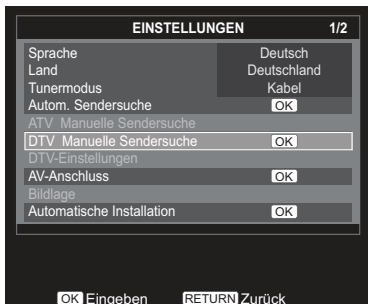 EINSTELLUNGEN 1/2
Sprache Deutsch
Land Deutschland
Tunermodus Kabel
Autom. Sendersuche OK
ATV Manuelle Sendersuche
DTV Manuelle Sendersuche OK
DTV-Einstellungen
AV-Anschluss OK
Bildlage
Automatische Installation OK
OK Eingeben RETURN Zurück